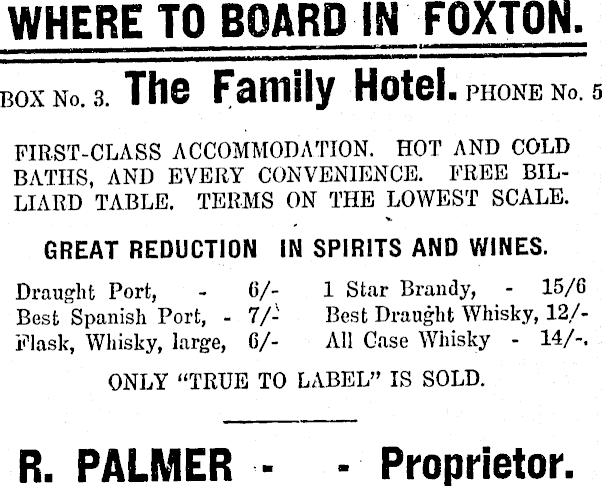 WHERE TO BOARD IN FOXTON.
BOX No. 3. The Family Hotel. PHONE No. 5
FIRST-CLASS ACCOMMODATION. HOT AND COLD
BATHS, AND EVERY CONVENIENCE. FREE BIL-
LIARD TABLE. TERMS ON THE LOWEST SCALE.
GREAT REDUCTION IN SPIRITS AND WINES.
Draught Port, - 6/- 1 Star Brandy, - 15/6
Best Spanish Port, - 7/- Best Draught Whisky, 12/-
Flask, Whisky, large, 6/- All Case Whisky - 14/-.
ONLY "TRUE TO LABEL" IS SOLD.
R. PALMER - - Proprietor.